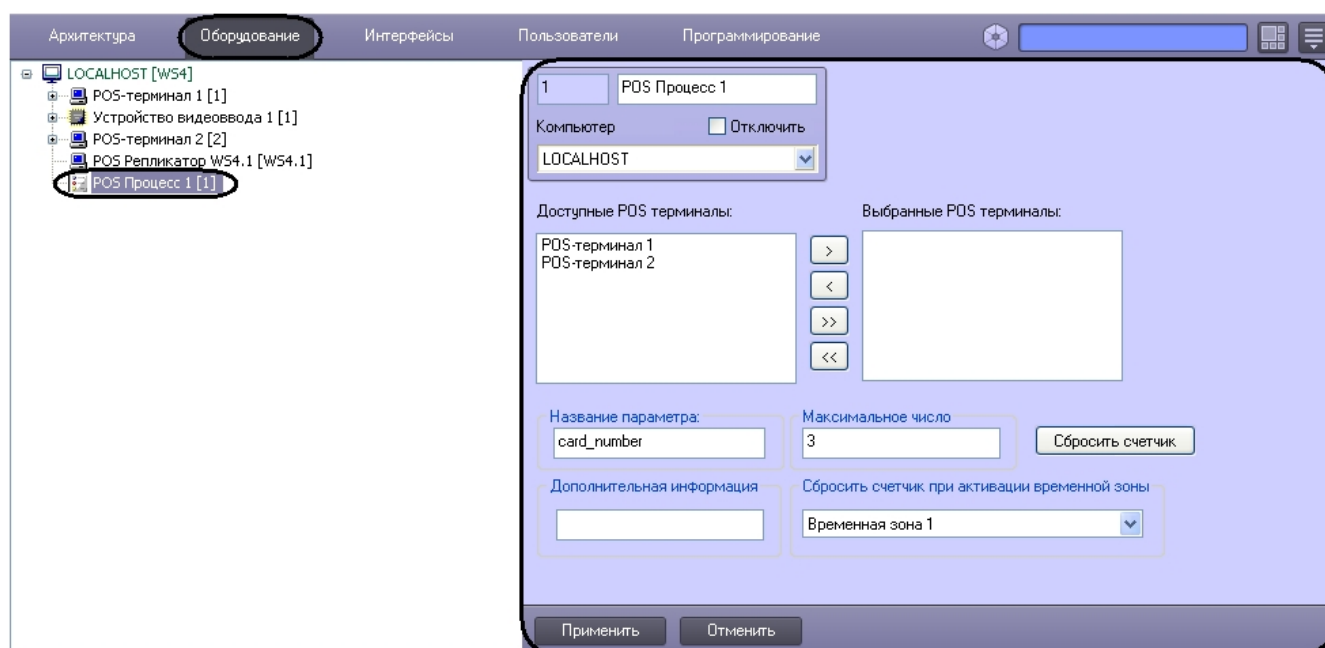 Архитектура Оборудование Интерфейсы Пользователи Программирование
LOCALHOST [WS4]
POS-терминал 1 [1]
Устройство видеоввода 1 [1]
POS-терминал 2 [2]
POS Репликатор WS4.1 [WS4.1]
POS Процесс 1 [1]
1 POS Процесс 1
Компьютер Отключить
LOCALHOST
Доступные POS терминалы: Выбранные POS терминалы:
POS-терминал 1
POS-терминал 2
>
<
>>
<<
Название параметра: Максимальное число
card_number 3 Сбросить счетчик
Дополнительная информация Сбросить счетчик при активации временной зоны
Временная зона 1
Применить Отменить